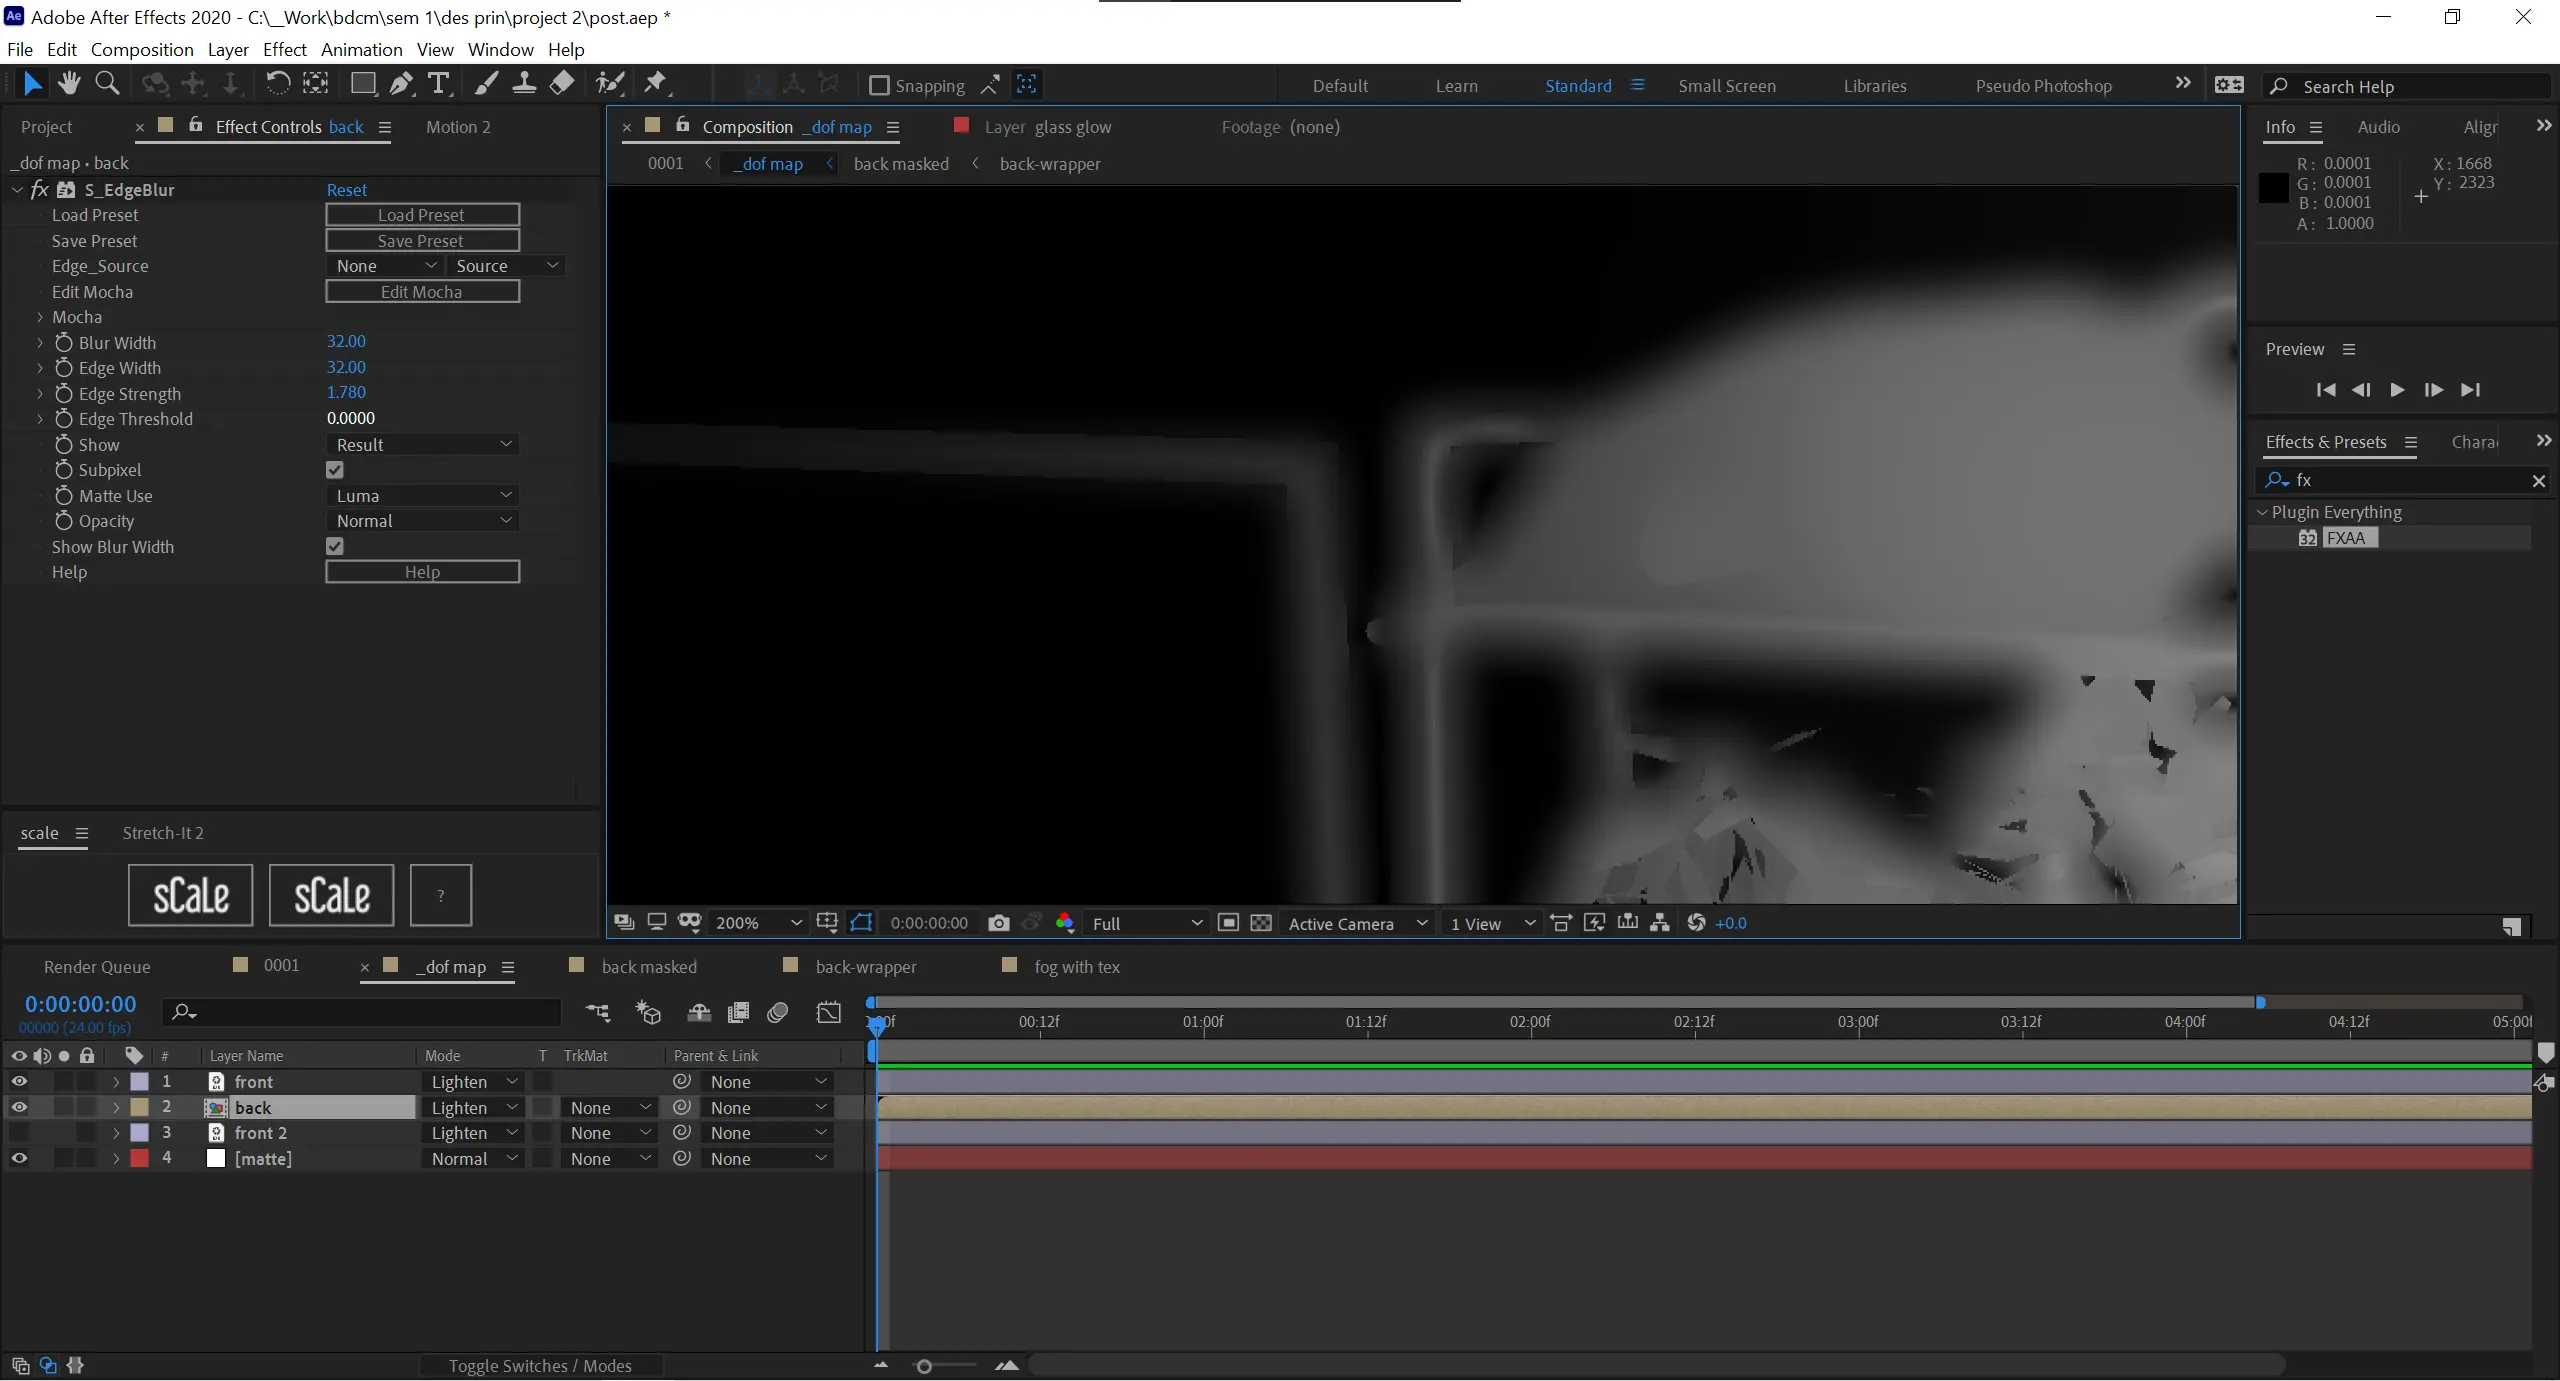 Ae Adobe After Effects 2020 - C:\__Work\bdcm\sem 1\des prin\project 2\post.aep *
File Edit Composition Layer Effect Animation View Window Help
Snapping Default Learn Standard Small Screen Libraries Pseudo Photoshop Search Help
Project Effect Controls back Motion 2
_dof map • back
fx S_EdgeBlur Reset
Load Preset Load Preset
Save Preset Save Preset
Edge_Source None Source
Edit Mocha Edit Mocha
Mocha
Blur Width 32.00
Edge Width 32.00
Edge Strength 1.780
Edge Threshold 0.0000
Show Result
Subpixel
Matte Use Luma
Opacity Normal
Show Blur Width
Help Help
scale Stretch-It 2
sCaLe sCaLe ?
Composition _dof map Layer glass glow Footage (none)
0001 _dof map back masked back-wrapper
200% 0:00:00:00 Full Active Camera 1 View +0.0
Info Audio Align
R: 0.0001 X: 1668
G: 0.0001 Y: 2323
B: 0.0001
A: 1.0000
Preview
Effects & Presets Chara
fx
Plugin Everything
32 FXAA
Render Queue 0001 _dof map back masked back-wrapper fog with tex
0:00:00:00
00000 (24.00 fps)
00:12f 01:00f 01:12f 02:00f 02:12f 03:00f 03:12f 04:00f 04:12f 05:00f
# Layer Name Mode T TrkMat Parent & Link
1 front Lighten None
2 back Lighten None None
3 front 2 Lighten None None
4 [matte] Normal None None
Toggle Switches / Modes